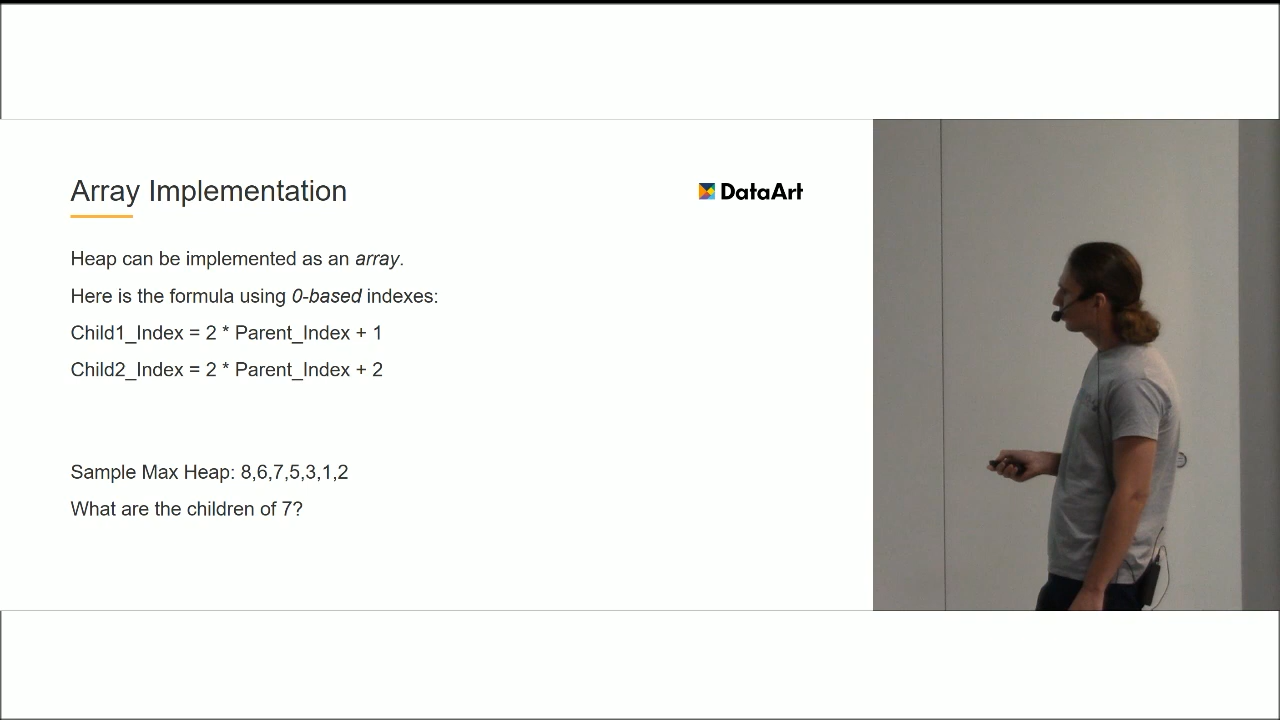 Array Implementation
DataArt
Heap can be implemented as an array.
Here is the formula using 0-based indexes:
Child1_Index = 2 * Parent_Index + 1
Child2_Index = 2 * Parent_Index + 2
Sample Max Heap: 8,6,7,5,3,1,2
What are the children of 7?